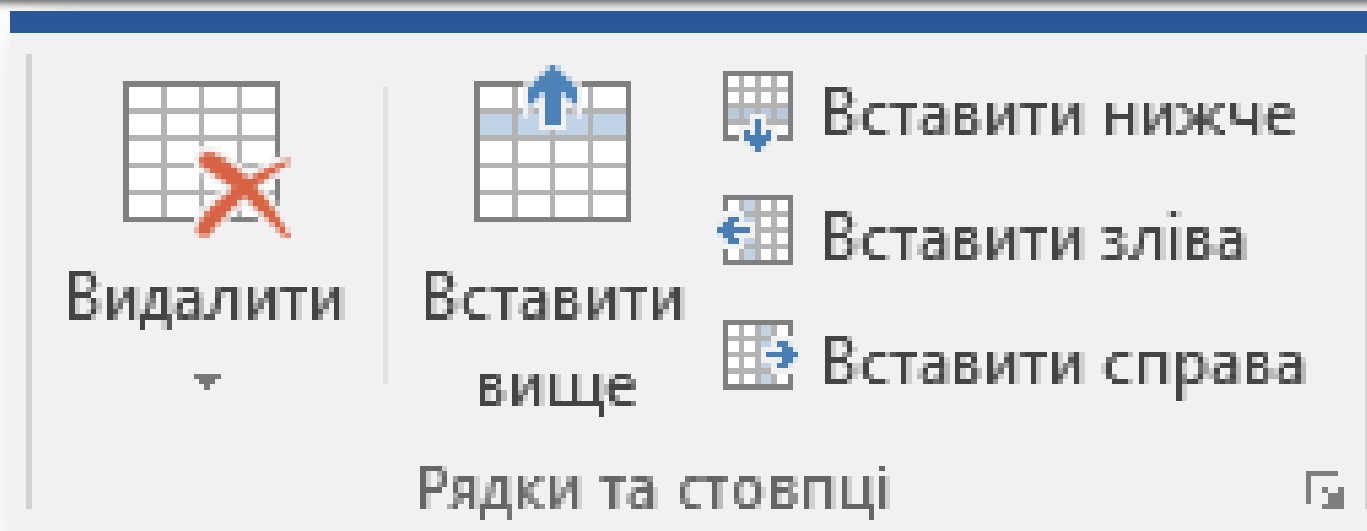 Видалити
Вставити
вище
Вставити нижче
Вставити зліва
Вставити справа
Рядки та стовпці